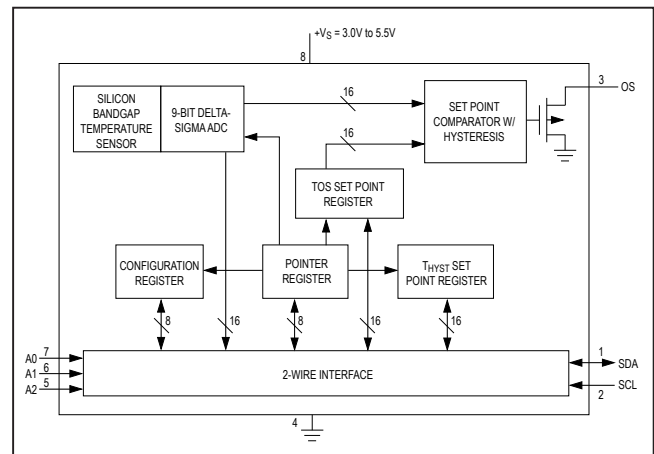 +VS = 3.0V to 5.5V
8
SILICON
BANDGAP
TEMPERATURE
SENSOR
9-BIT DELTA-
SIGMA ADC
16
16
SET POINT
COMPARATOR W/
HYSTERESIS
3
OS
TOS SET POINT
REGISTER
CONFIGURATION
REGISTER
POINTER
REGISTER
THYST SET
POINT REGISTER
8
16
8
16
16
A0
7
A1
6
A2
5
2-WIRE INTERFACE
1
SDA
SCL
2
4